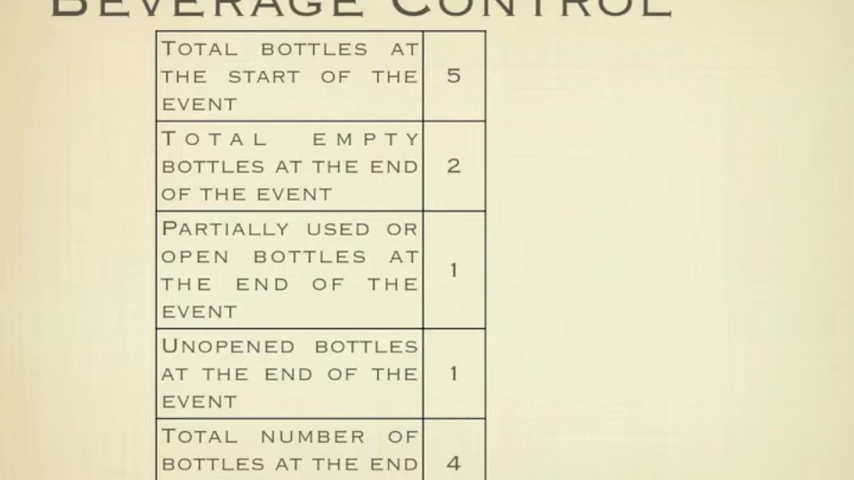 BEVERAGE CONTROL
TOTAL BOTTLES AT
THE START OF THE
EVENT
5
TOTAL EMPTY
BOTTLES AT THE END
OF THE EVENT
2
PARTIALLY USED OR
OPEN BOTTLES AT
THE END OF THE
EVENT
1
UNOPENED BOTTLES
AT THE END OF THE
EVENT
1
TOTAL NUMBER OF
BOTTLES AT THE END
4